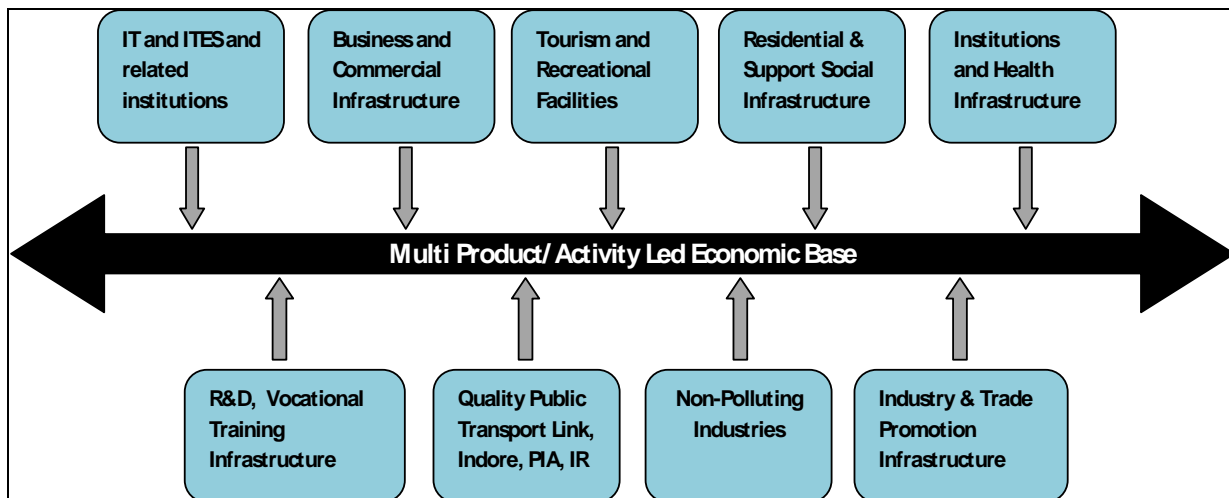 IT and ITES and
related
institutions
Business and
Commercial
Infrastructure
Tourism and
Recreational
Facilities
Residential &
Support Social
Infrastructure
Institutions
and Health
Infrastructure
Multi Product/ Activity Led Economic Base
R&D, Vocational
Training
Infrastructure
Quality Public
Transport Link,
Indore, PIA, IR
Non-Polluting
Industries
Industry & Trade
Promotion
Infrastructure